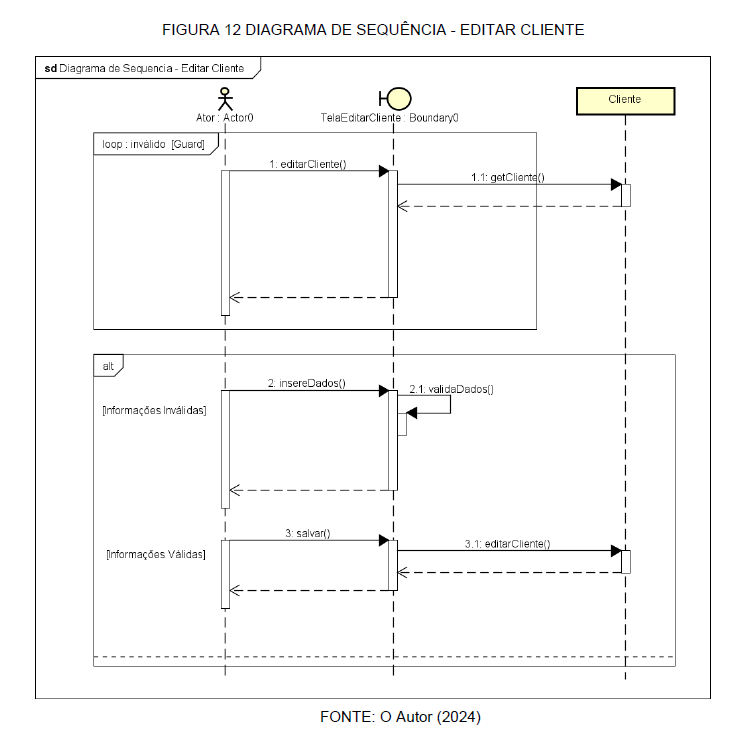 FIGURA 12 DIAGRAMA DE SEQUÊNCIA - EDITAR CLIENTE
sd Diagrama de Sequencia - Editar Cliente
Ator : Actor0
TelaEditarCliente : Boundary0
Cliente
loop : inválido [Guard]
1: editarCliente()
1.1: getCliente()
alt
2: insereDados()
2.1: validaDados()
[Informações Inválidas]
3: salvar()
3.1: editarCliente()
[Informações Válidas]
FONTE: O Autor (2024)